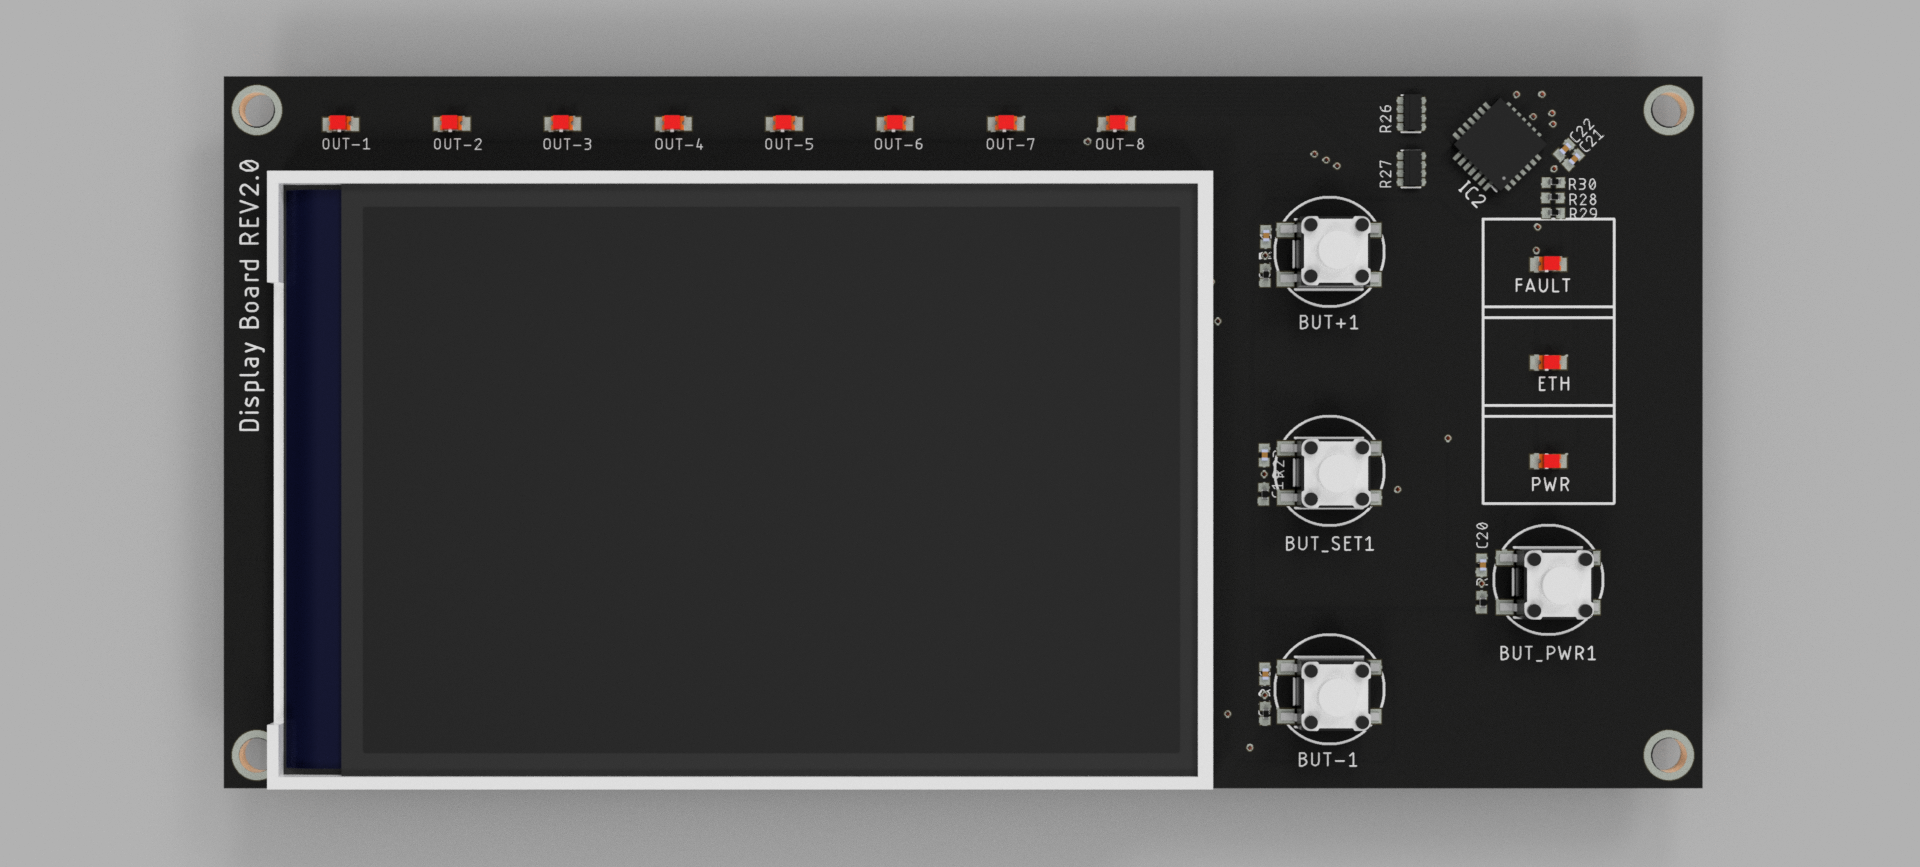 OUT-1
OUT-2
OUT-3
OUT-4
OUT-5
OUT-6
OUT-7
OUT-8
Display Board REV2.0
R26
R27
IC2
C22
C21
R30
R28
R29
FAULT
ETH
PWR
BUT+1
BUT_SET1
C20
BUT_PWR1
BUT-1